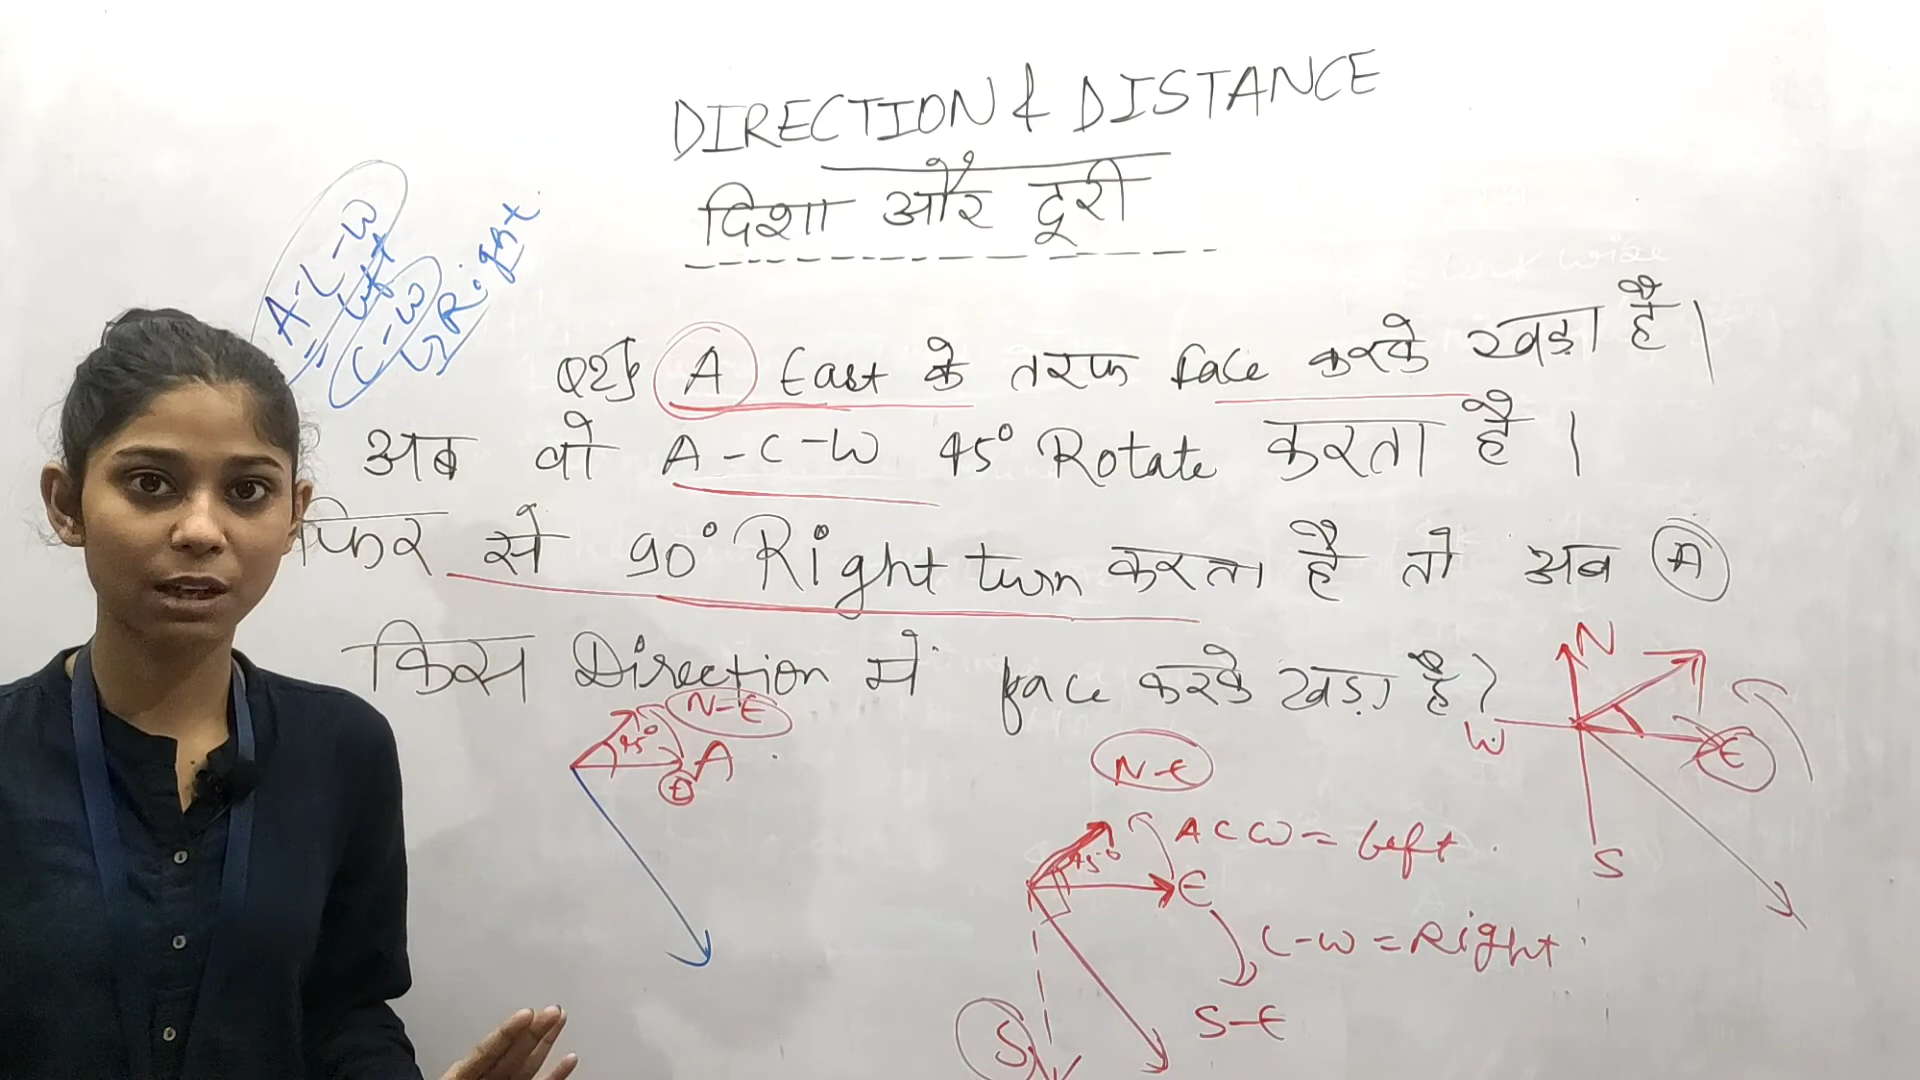 DIRECTION & DISTANCE
दिशा और दूरी
A-C-W
Left
C-W
Right
Q2} A East के तरफ face करके खड़ा है।
अब वो A-C-W 45° Rotate करता है।
फिर से 90° Right turn करता है तो अब A
किस Direction में face करके खड़ा है?
N-E
45°
A
E
N-E
ACW = Left
45°
E
C-W = Right
S-E
S
N
W
E
S